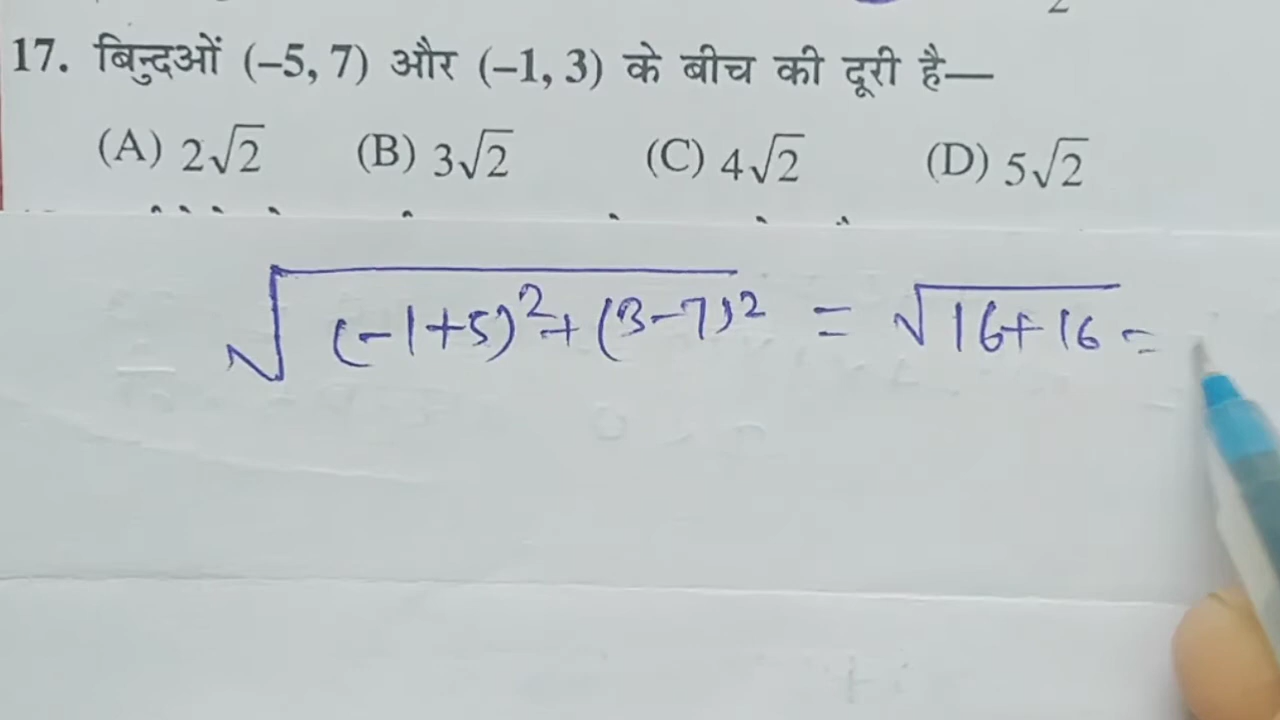 17. बिन्दुओं (–5, 7) और (–1, 3) के बीच की दूरी है—
(A) 2√2 (B) 3√2 (C) 4√2 (D) 5√2
√(-1+5)²+(3-7)² = √16+16 =